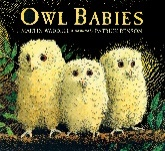 OWL BABIES
MARTIN WADDELL PATRICK BENSON